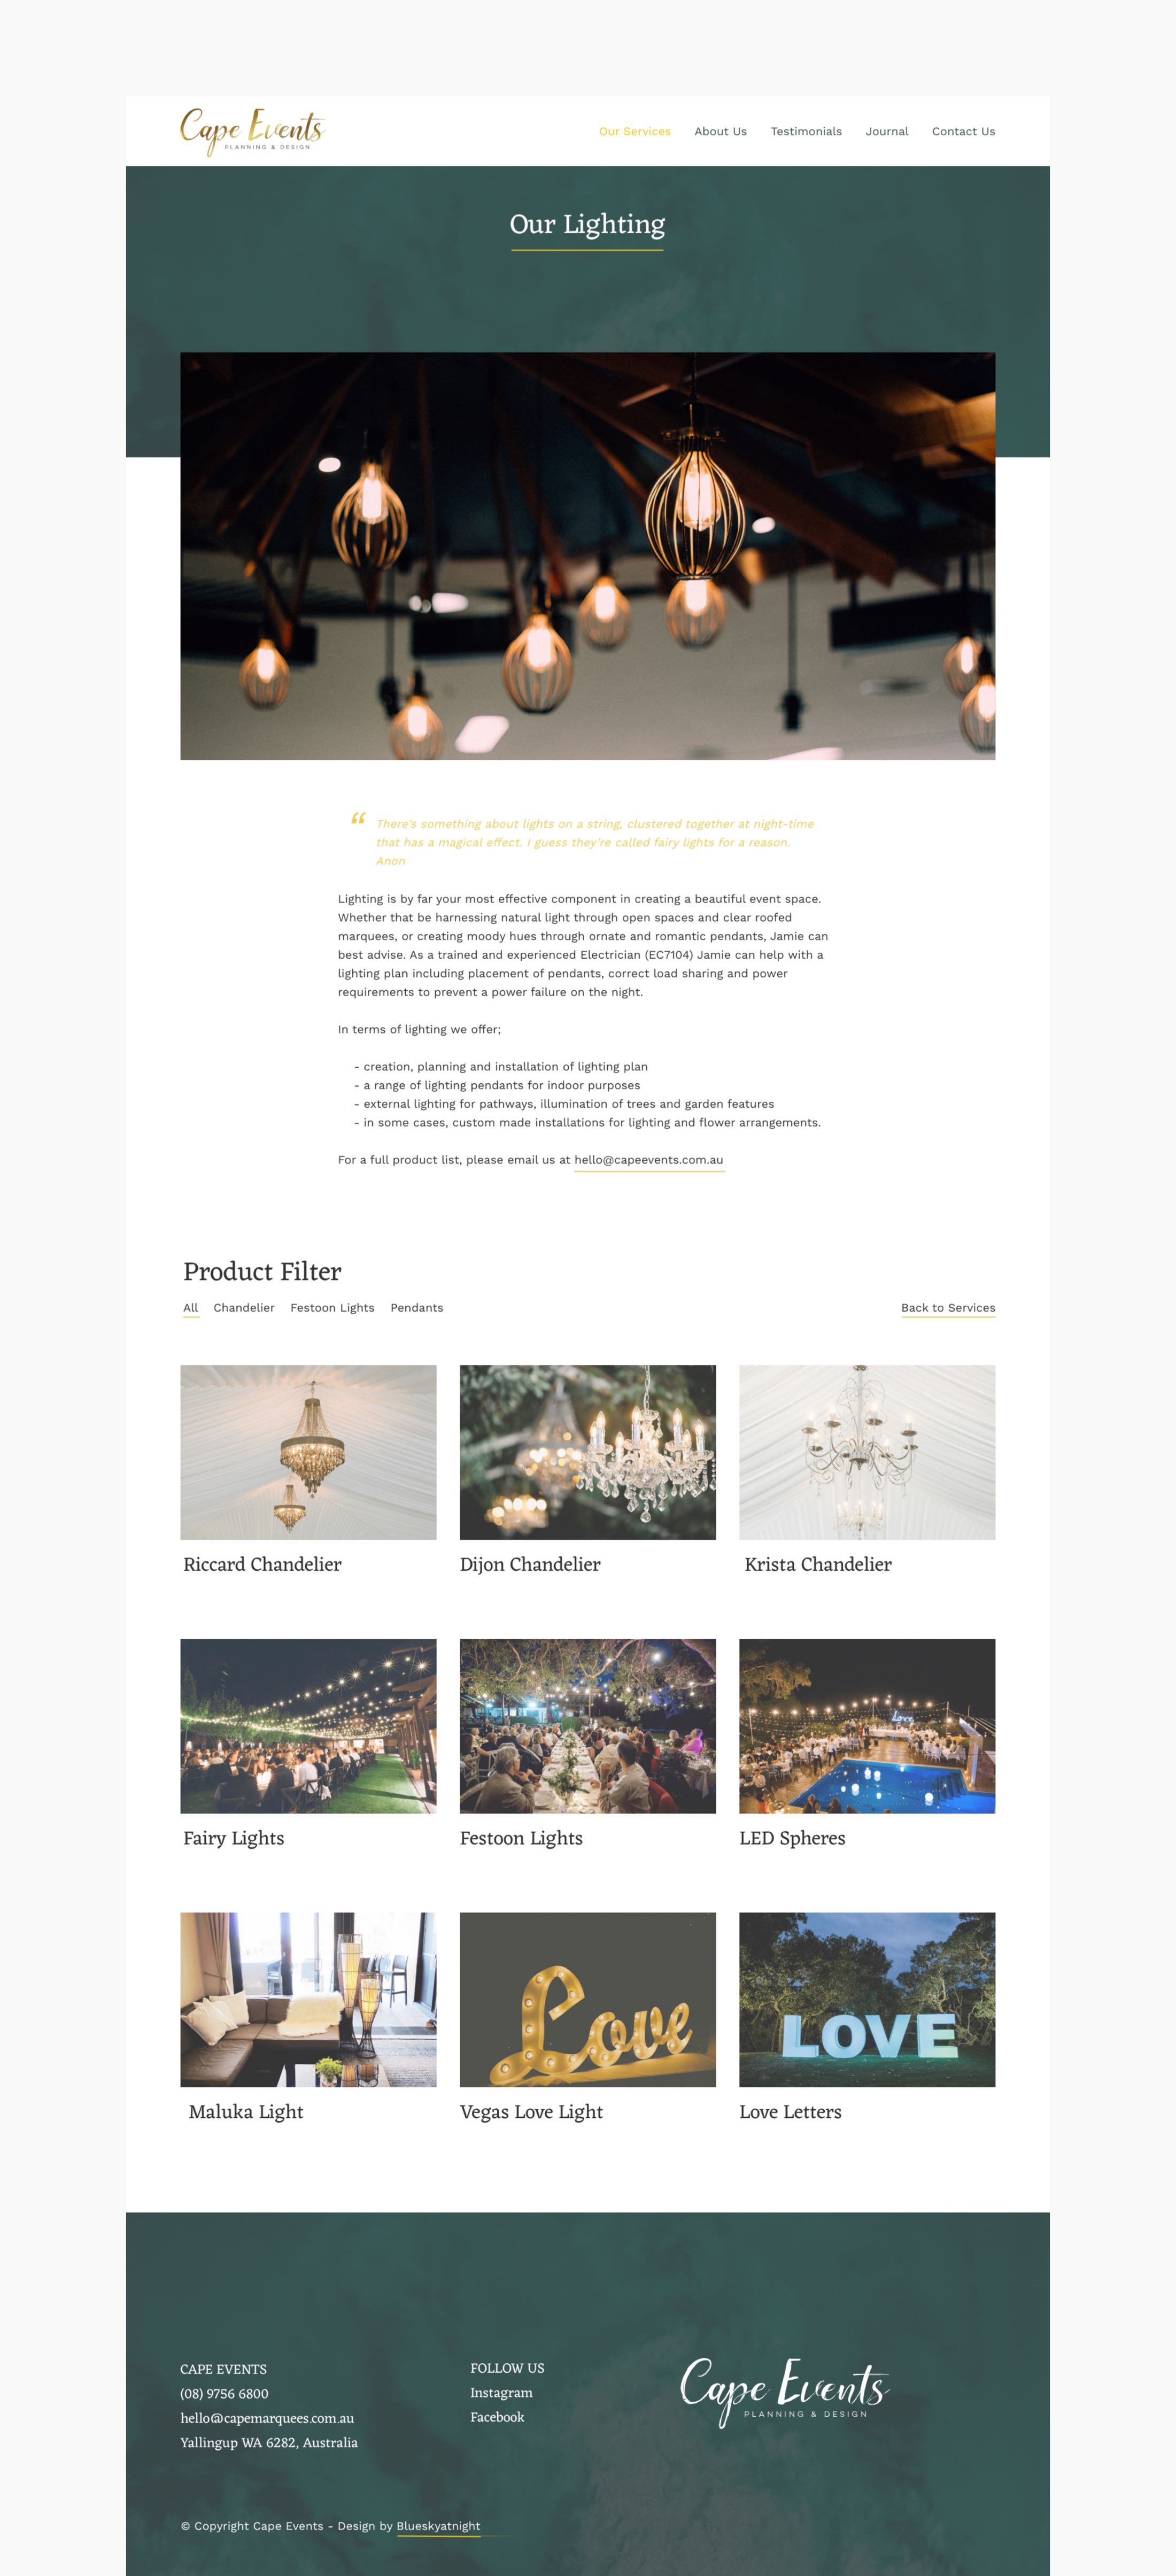 Cape Events
PLANNING & DESIGN
Our Services About Us Testimonials Journal Contact Us
Our Lighting
“ There's something about lights on a string, clustered together at night-time
that has a magical effect. I guess they're called fairy lights for a reason.
Anon
Lighting is by far your most effective component in creating a beautiful event space.
Whether that be harnessing natural light through open spaces and clear roofed
marquees, or creating moody hues through ornate and romantic pendants, Jamie can
best advise. As a trained and experienced Electrician (EC7104) Jamie can help with a
lighting plan including placement of pendants, correct load sharing and power
requirements to prevent a power failure on the night.
In terms of lighting we offer;
- creation, planning and installation of lighting plan
- a range of lighting pendants for indoor purposes
- external lighting for pathways, illumination of trees and garden features
- in some cases, custom made installations for lighting and flower arrangements.
For a full product list, please email us at hello@capeevents.com.au
Product Filter
All Chandelier Festoon Lights Pendants Back to Services
Riccard Chandelier Dijon Chandelier Krista Chandelier
Love
Fairy Lights Festoon Lights LED Spheres
Love LOVE
Maluka Light Vegas Love Light Love Letters
CAPE EVENTS
(08) 9756 6800
hello@capemarquees.com.au
Yallingup WA 6282, Australia
FOLLOW US
Instagram
Facebook
Cape Events
PLANNING & DESIGN
© Copyright Cape Events - Design by Blueskyatnight